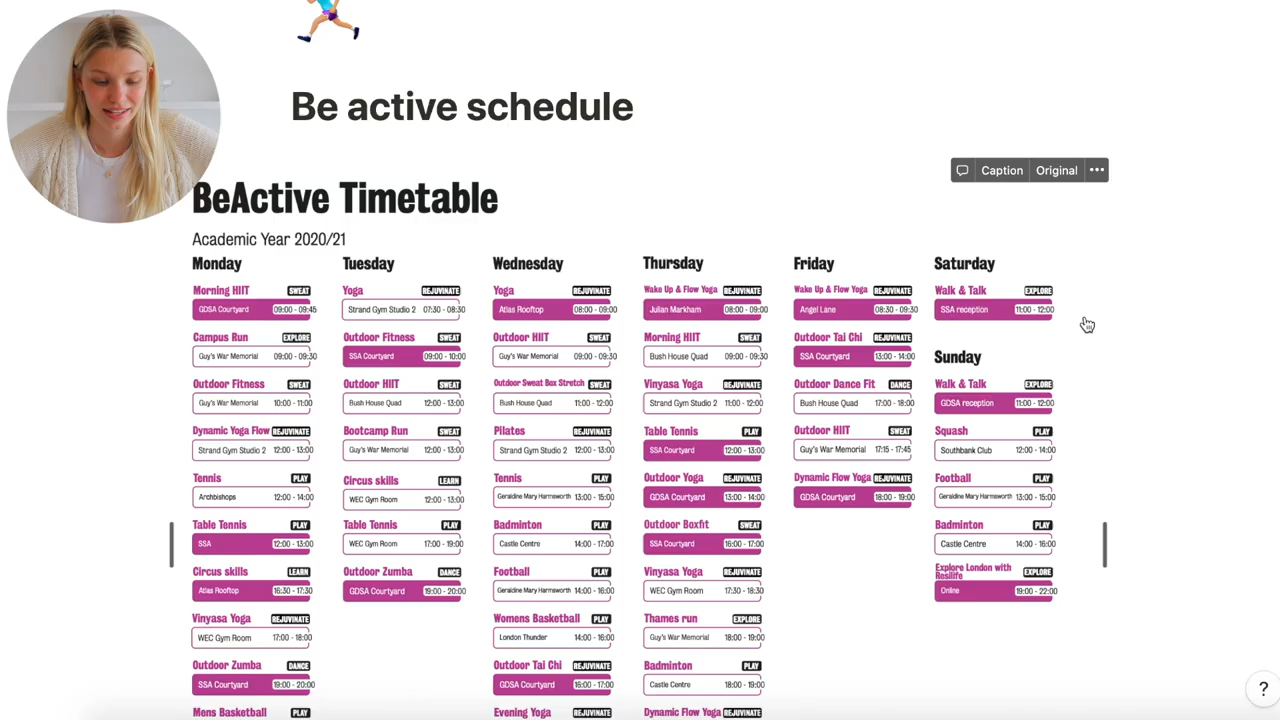 Be active schedule
Caption Original
BeActive Timetable
Academic Year 2020/21
Monday
Morning HIIT SWEAT
GDSA Courtyard 09:00 - 09:45
Campus Run EXPLORE
Guy's War Memorial 09:00 - 09:30
Outdoor Fitness SWEAT
Guy's War Memorial 10:00 - 11:00
Dynamic Yoga Flow REJUVINATE
Strand Gym Studio 2 12:00 - 13:00
Tennis PLAY
Archbishops 12:00 - 14:00
Table Tennis PLAY
SSA 12:00 - 13:00
Circus skills LEARN
Atlas Rooftop 16:30 - 17:30
Vinyasa Yoga REJUVINATE
WEC Gym Room 17:00 - 18:00
Outdoor Zumba DANCE
SSA Courtyard 19:00 - 20:00
Mens Basketball PLAY
Tuesday
Yoga REJUVINATE
Strand Gym Studio 2 07:30 - 08:30
Outdoor Fitness SWEAT
SSA Courtyard 09:00 - 10:00
Outdoor HIIT SWEAT
Bush House Quad 12:00 - 13:00
Bootcamp Run SWEAT
Guy's War Memorial 12:00 - 13:00
Circus skills LEARN
WEC Gym Room 12:00 - 13:00
Table Tennis PLAY
WEC Gym Room 17:00 - 19:00
Outdoor Zumba DANCE
GDSA Courtyard 19:00 - 20:00
Wednesday
Yoga REJUVINATE
Atlas Rooftop 08:00 - 09:00
Outdoor HIIT SWEAT
Guy's War Memorial 09:00 - 09:30
Outdoor Sweat Box Stretch SWEAT
Bush House Quad 11:00 - 12:00
Pilates REJUVINATE
Strand Gym Studio 2 12:00 - 13:00
Tennis PLAY
Geraldine Mary Harmsworth 13:00 - 15:00
Badminton PLAY
Castle Centre 14:00 - 17:00
Football PLAY
Geraldine Mary Harmsworth 14:00 - 16:00
Womens Basketball PLAY
London Thunder 14:00 - 16:00
Outdoor Tai Chi REJUVINATE
GDSA Courtyard 16:00 - 17:00
Evening Yoga REJUVINATE
Thursday
Wake Up & Flow Yoga REJUVINATE
Julian Markham 08:00 - 09:00
Morning HIIT SWEAT
Bush House Quad 09:00 - 09:30
Vinyasa Yoga REJUVINATE
Strand Gym Studio 2 11:00 - 12:00
Table Tennis PLAY
SSA Courtyard 12:00 - 13:00
Outdoor Yoga REJUVINATE
GDSA Courtyard 13:00 - 14:00
Outdoor Boxfit SWEAT
SSA Courtyard 16:00 - 17:00
Vinyasa Yoga REJUVINATE
WEC Gym Room 17:30 - 18:30
Thames run EXPLORE
Guy's War Memorial 18:00 - 19:00
Badminton PLAY
Castle Centre 18:00 - 19:00
Dynamic Flow Yoga REJUVINATE
Friday
Wake Up & Flow Yoga REJUVINATE
Angel Lane 08:30 - 09:30
Outdoor Tai Chi REJUVINATE
SSA Courtyard 13:00 - 14:00
Outdoor Dance Fit DANCE
Bush House Quad 17:00 - 18:00
Outdoor HIIT SWEAT
Guy's War Memorial 17:15 - 17:45
Dynamic Flow Yoga REJUVINATE
GDSA Courtyard 18:00 - 19:00
Saturday
Walk & Talk EXPLORE
SSA reception 11:00 - 12:00
Sunday
Walk & Talk EXPLORE
GDSA reception 11:00 - 12:00
Squash PLAY
Southbank Club 12:00 - 14:00
Football PLAY
Geraldine Mary Harmsworth 13:00 - 15:00
Badminton PLAY
Castle Centre 14:00 - 16:00
Explore London with
Resilife EXPLORE
Online 19:00 - 22:00
?